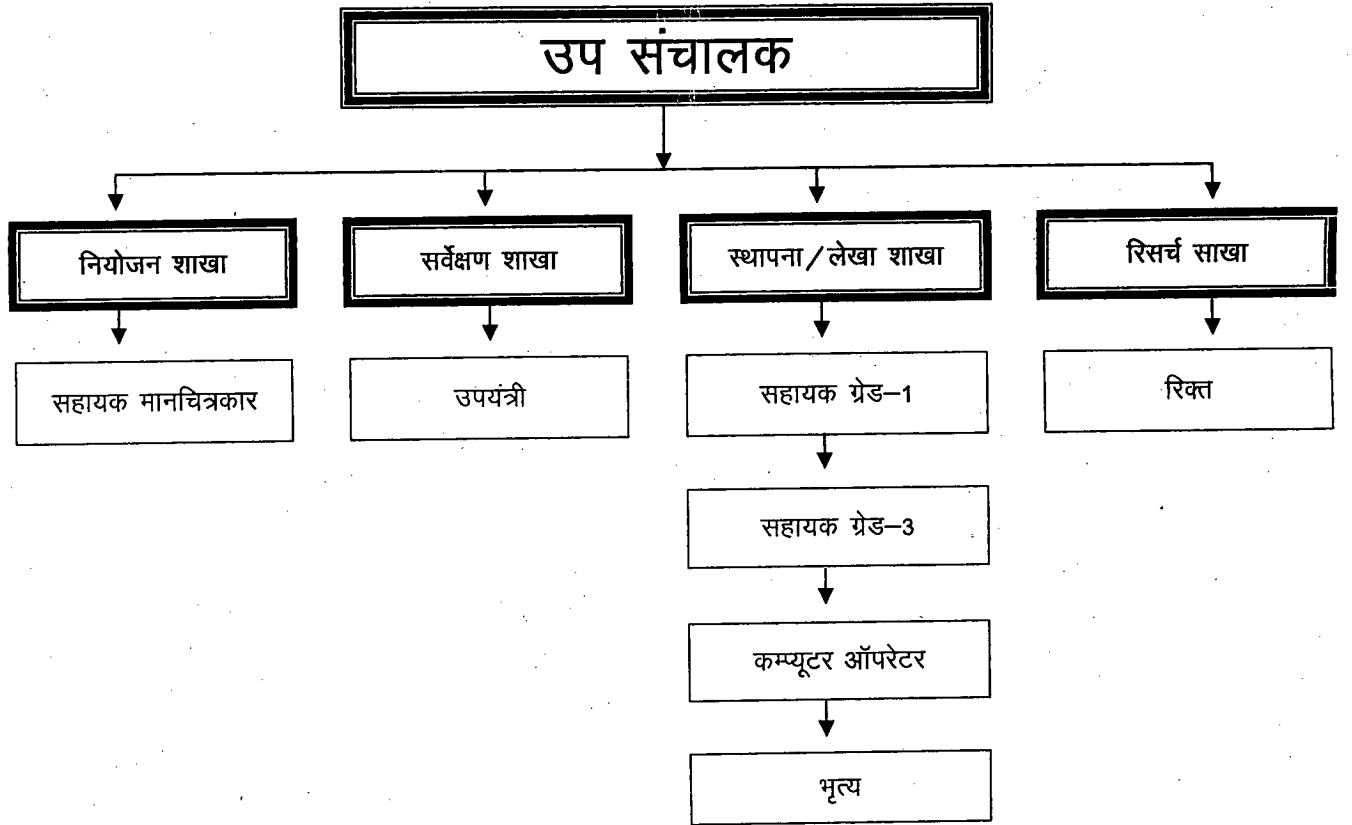 उप संचालक
नियोजन शाखा
सर्वेक्षण शाखा
स्थापना/लेखा शाखा
रिसर्च साखा
सहायक मानचित्रकार
उपयंत्री
सहायक ग्रेड–1
रिक्त
सहायक ग्रेड–3
कम्प्यूटर ऑपरेटर
भृत्य